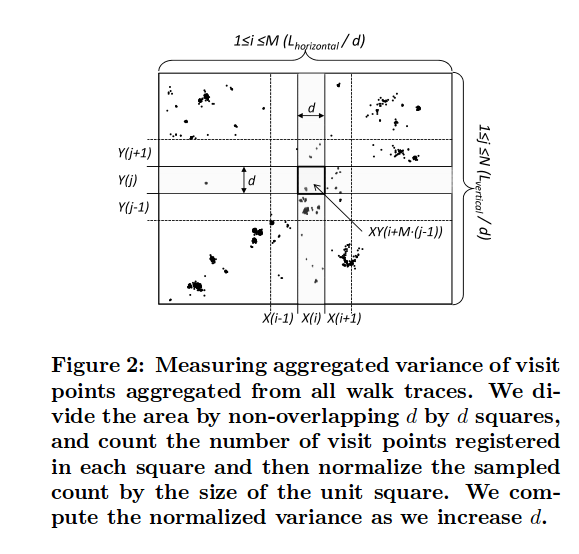 1≤i ≤M (Lhorizontal / d)
d
1≤j ≤N (Lvertical / d)
Y(j+1)
Y(j)
d
Y(j-1)
XY(i+M·(j-1))
X(i-1) X(i) X(i+1)
Figure 2: Measuring aggregated variance of visit
points aggregated from all walk traces. We di-
vide the area by non-overlapping d by d squares,
and count the number of visit points registered
in each square and then normalize the sampled
count by the size of the unit square. We com-
pute the normalized variance as we increase d.